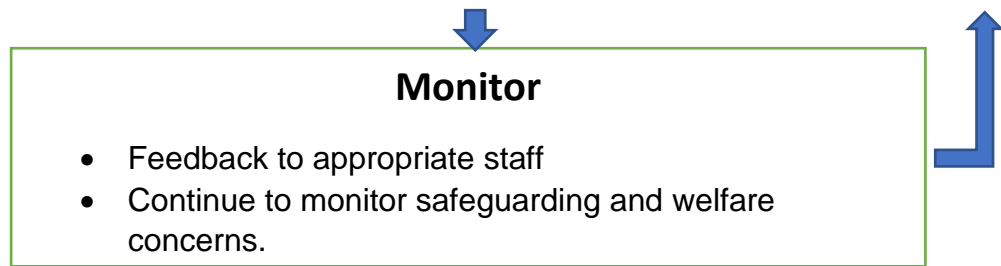 Monitor
• Feedback to appropriate staff
• Continue to monitor safeguarding and welfare
concerns.